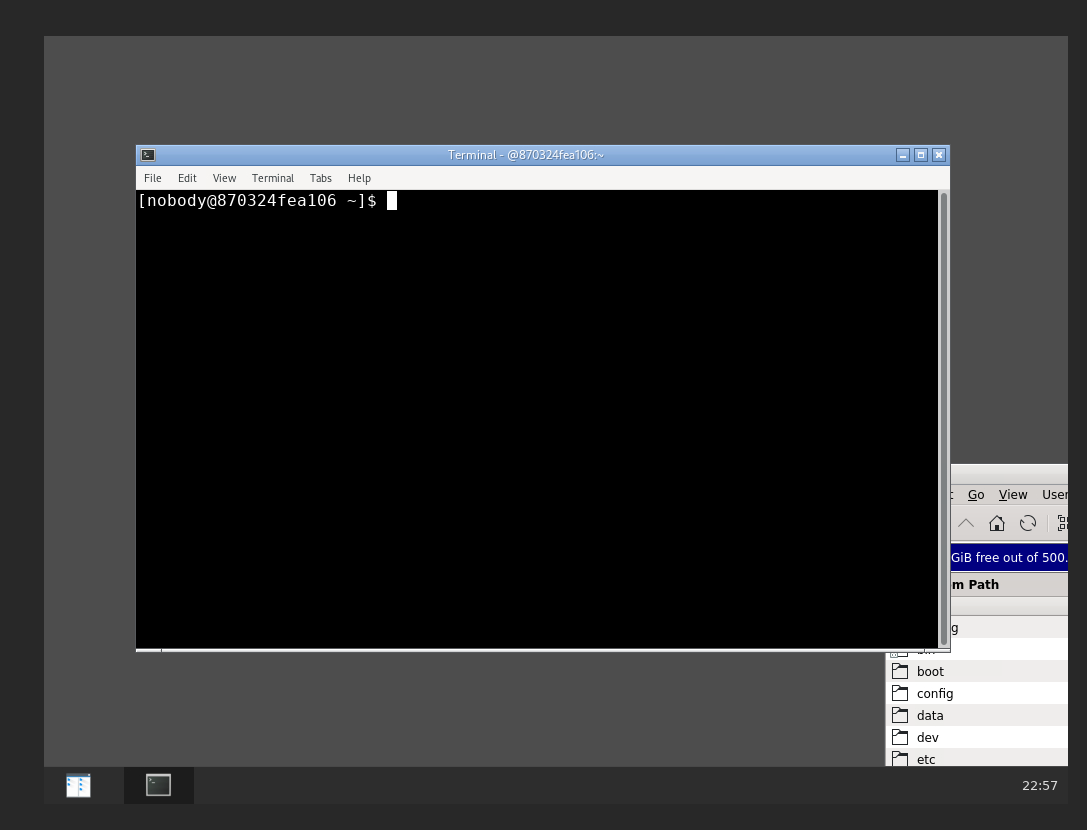 Terminal - @870324fea106:~
File Edit View Terminal Tabs Help
[nobody@870324fea106 ~]$
Go View User
GiB free out of 500.
m Path
g
boot
config
data
dev
etc
22:57